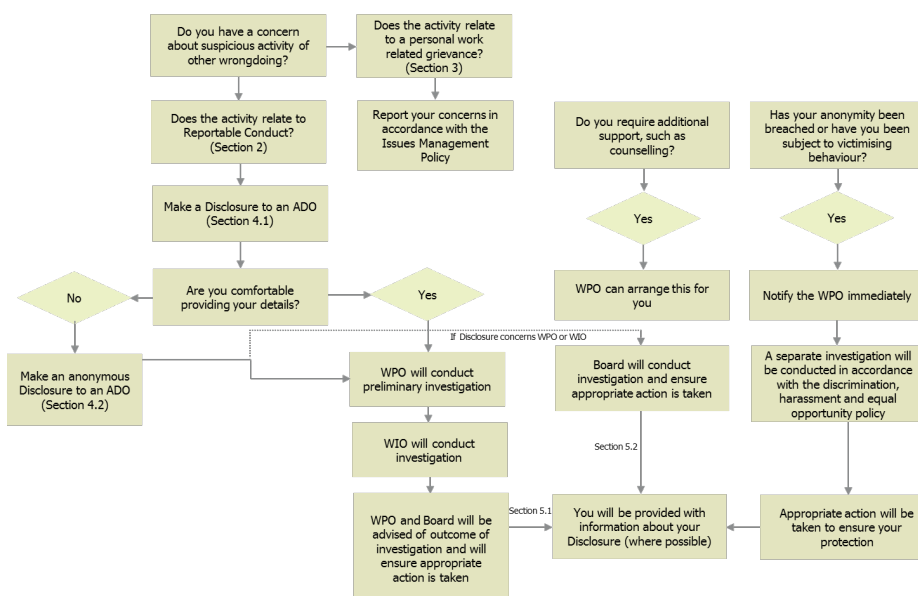 Do you have a concern
about suspicious activity of
other wrongdoing?
Does the activity relate
to a personal work
related grievance?
(Section 3)
Does the activity relate to
Reportable Conduct?
(Section 2)
Report your concerns in
accordance with the
Issues Management
Policy
Do you require additional
support, such as
counselling?
Has your anonymity been
breached or have you been
subject to victimising
behaviour?
Make a Disclosure to an ADO
(Section 4.1)
Yes
Yes
No
Are you comfortable
providing your details?
Yes
WPO can arrange this for
you
Notify the WPO immediately
If Disclosure concerns WPO or WIO
Make an anonymous
Disclosure to an ADO
(Section 4.2)
WPO will conduct
preliminary investigation
Board will conduct
investigation and ensure
appropriate action is taken
A separate investigation will
be conducted in accordance
with the discrimination,
harassment and equal
opportunity policy
WIO will conduct
investigation
Section 5.2
WPO and Board will be
advised of outcome of
investigation and will
ensure appropriate
action is taken
Section 5.1
You will be provided with
information about your
Disclosure (where possible)
Appropriate action will be
taken to ensure your
protection